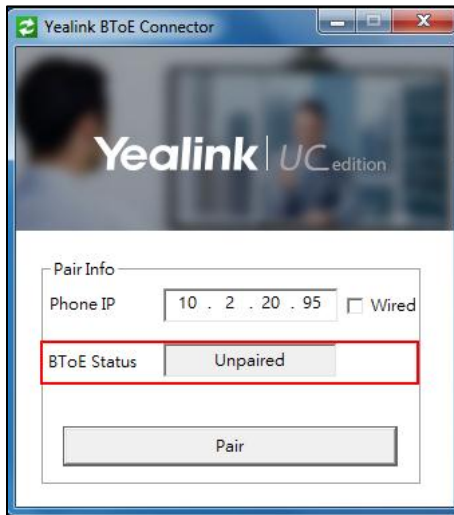 Yealink BToE Connector
Yealink | UC edition
Pair Info
Phone IP 10 . 2 . 20 . 95 Wired
BToE Status Unpaired
Pair